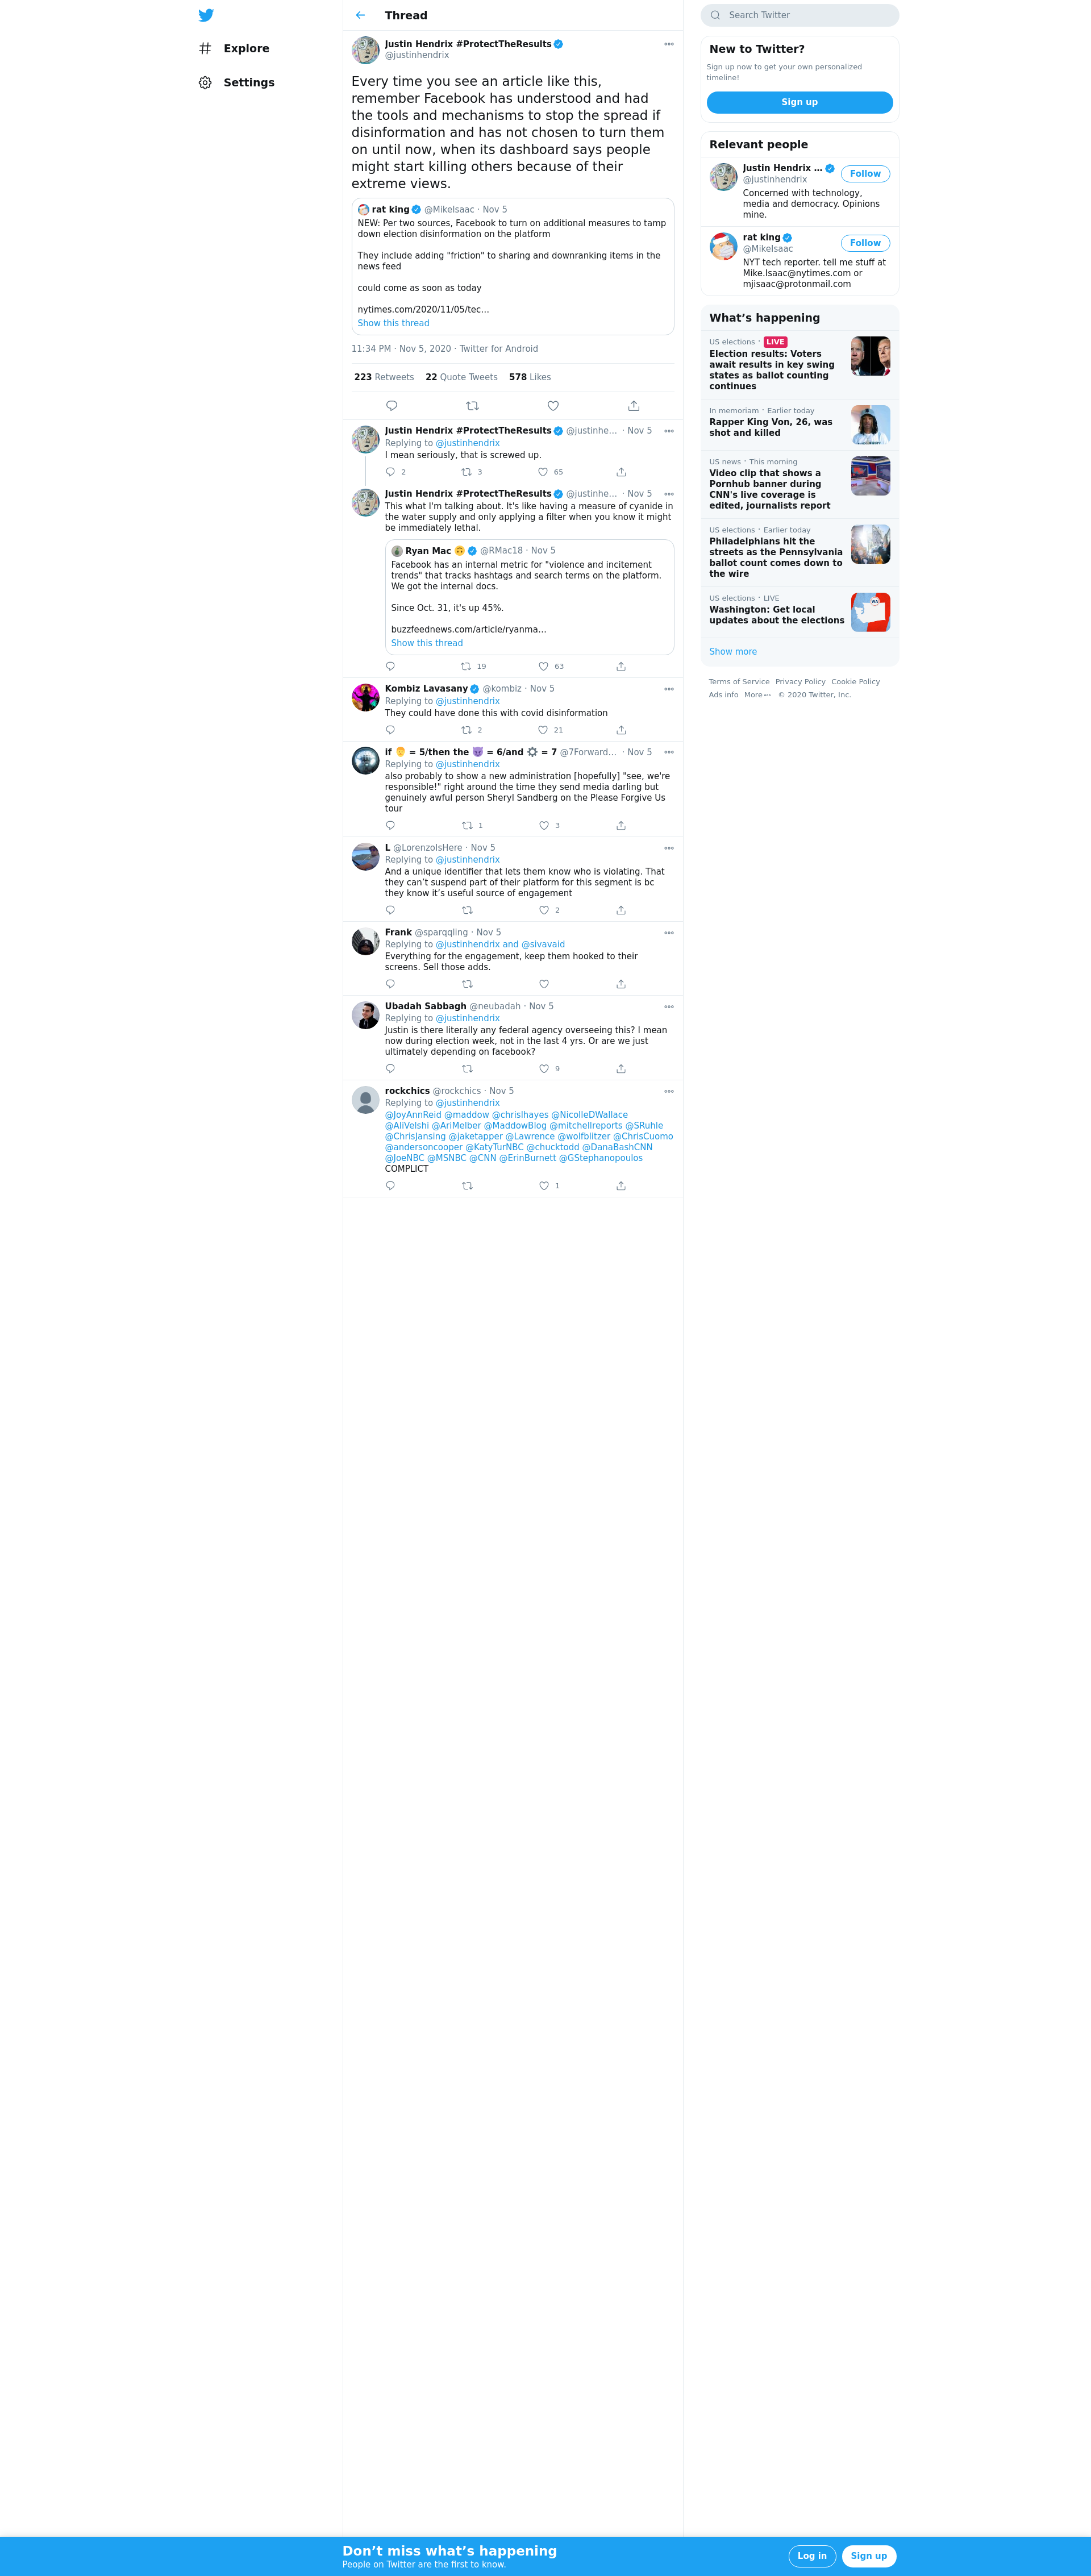 Explore
Settings
Thread
Justin Hendrix #ProtectTheResults
@justinhendrix
Every time you see an article like this,
remember Facebook has understood and had
the tools and mechanisms to stop the spread if
disinformation and has not chosen to turn them
on until now, when its dashboard says people
might start killing others because of their
extreme views.
rat king @MikeIsaac · Nov 5
NEW: Per two sources, Facebook to turn on additional measures to tamp
down election disinformation on the platform
They include adding "friction" to sharing and downranking items in the
news feed
could come as soon as today
nytimes.com/2020/11/05/tec…
Show this thread
11:34 PM · Nov 5, 2020 · Twitter for Android
223 Retweets 22 Quote Tweets 578 Likes
Justin Hendrix #ProtectTheResults @justinhe… · Nov 5
Replying to @justinhendrix
I mean seriously, that is screwed up.
2 3 65
Justin Hendrix #ProtectTheResults @justinhe… · Nov 5
This what I'm talking about. It's like having a measure of cyanide in
the water supply and only applying a filter when you know it might
be immediately lethal.
Ryan Mac 🙃 @RMac18 · Nov 5
Facebook has an internal metric for "violence and incitement
trends" that tracks hashtags and search terms on the platform.
We got the internal docs.
Since Oct. 31, it's up 45%.
buzzfeednews.com/article/ryanma…
Show this thread
19 63
Kombiz Lavasany @kombiz · Nov 5
Replying to @justinhendrix
They could have done this with covid disinformation
2 21
if = 5/then the 😈 = 6/and ⚙️ = 7 @7Forward… · Nov 5
Replying to @justinhendrix
also probably to show a new administration [hopefully] "see, we're
responsible!" right around the time they send media darling but
genuinely awful person Sheryl Sandberg on the Please Forgive Us
tour
1 3
L @LorenzoIsHere · Nov 5
Replying to @justinhendrix
And a unique identifier that lets them know who is violating. That
they can’t suspend part of their platform for this segment is bc
they know it’s useful source of engagement
2
Frank @sparqqling · Nov 5
Replying to @justinhendrix and @sivavaid
Everything for the engagement, keep them hooked to their
screens. Sell those adds.
Ubadah Sabbagh @neubadah · Nov 5
Replying to @justinhendrix
Justin is there literally any federal agency overseeing this? I mean
now during election week, not in the last 4 yrs. Or are we just
ultimately depending on facebook?
9
rockchics @rockchics · Nov 5
Replying to @justinhendrix
@JoyAnnReid @maddow @chrislhayes @NicolleDWallace
@AliVelshi @AriMelber @MaddowBlog @mitchellreports @SRuhle
@ChrisJansing @jaketapper @Lawrence @wolfblitzer @ChrisCuomo
@andersoncooper @KatyTurNBC @chucktodd @DanaBashCNN
@JoeNBC @MSNBC @CNN @ErinBurnett @GStephanopoulos
COMPLICT
1
Search Twitter
New to Twitter?
Sign up now to get your own personalized
timeline!
Sign up
Relevant people
Justin Hendrix …
@justinhendrix
Follow
Concerned with technology,
media and democracy. Opinions
mine.
rat king
@MikeIsaac
Follow
NYT tech reporter. tell me stuff at
Mike.Isaac@nytimes.com or
mjisaac@protonmail.com
What’s happening
US elections · LIVE
Election results: Voters
await results in key swing
states as ballot counting
continues
In memoriam · Earlier today
Rapper King Von, 26, was
shot and killed
US news · This morning
Video clip that shows a
Pornhub banner during
CNN's live coverage is
edited, journalists report
US elections · Earlier today
Philadelphians hit the
streets as the Pennsylvania
ballot count comes down to
the wire
US elections · LIVE
Washington: Get local
updates about the elections
WA
Show more
Terms of Service Privacy Policy Cookie Policy
Ads info More © 2020 Twitter, Inc.
Don’t miss what’s happening
People on Twitter are the first to know.
Log in
Sign up